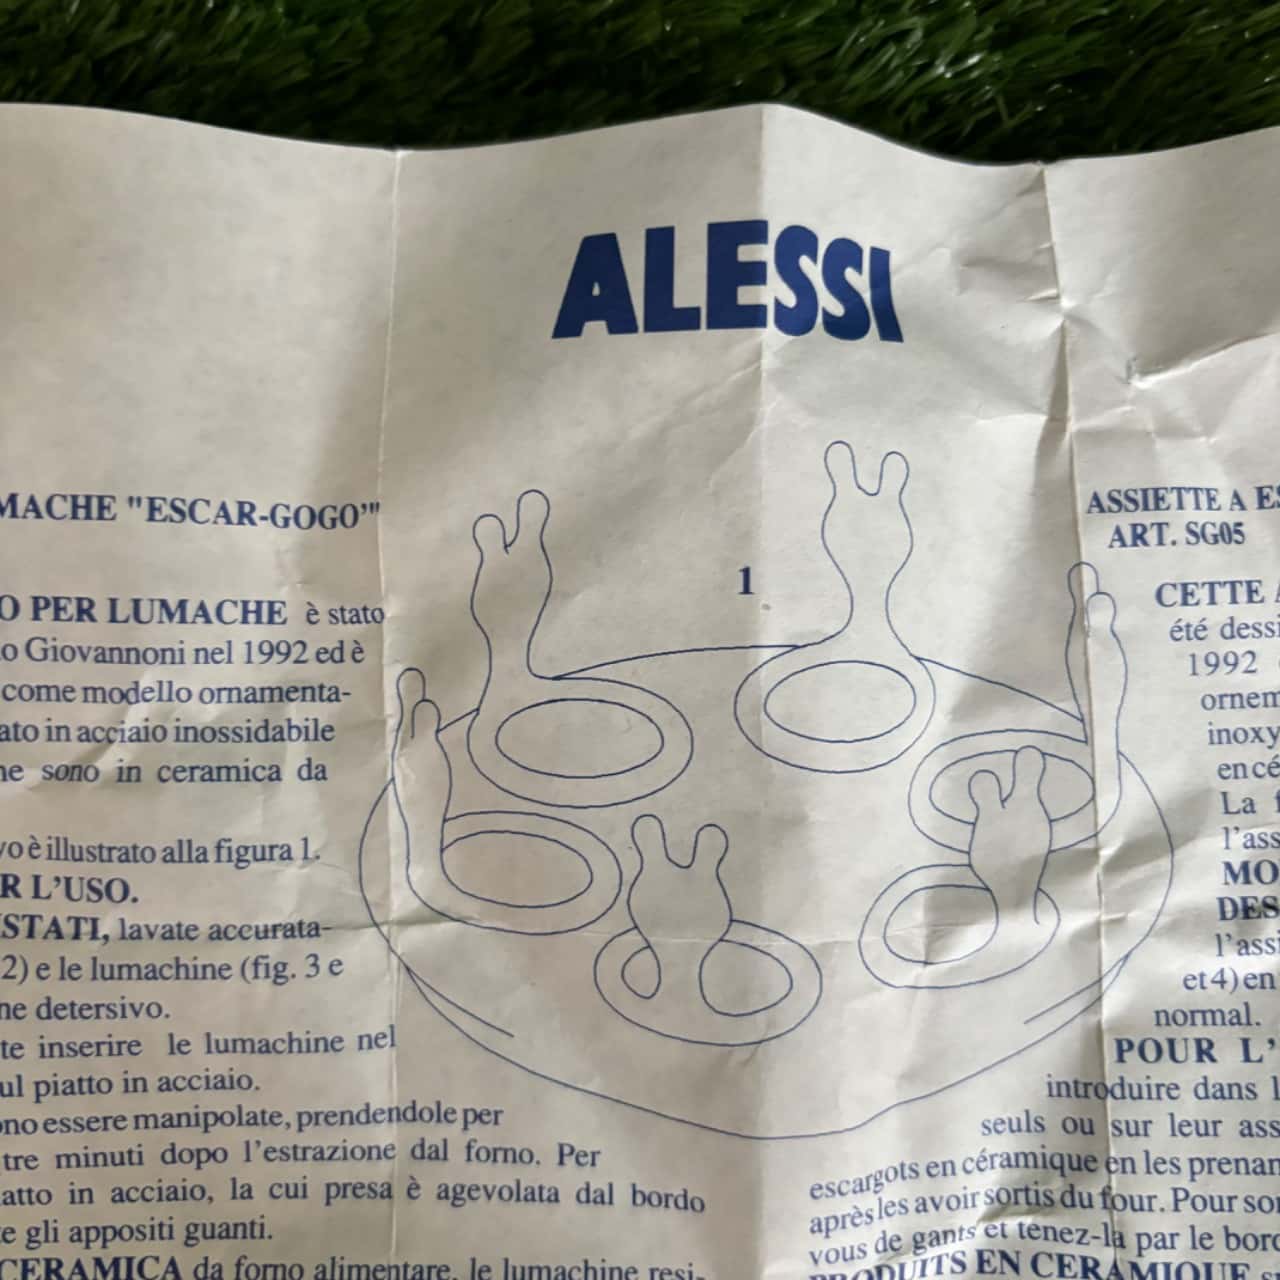 ALESSI
MACHE "ESCAR-GOGO'"
O PER LUMACHE è stato
o Giovannoni nel 1992 ed è
come modello ornamenta-
ato in acciaio inossidabile
ne sono in ceramica da
vo è illustrato alla figura 1.
R L'USO.
STATI, lavate accurata-
2) e le lumachine (fig. 3 e
ne detersivo.
te inserire le lumachine nel
ul piatto in acciaio.
ono essere manipolate, prendendole per
tre minuti dopo l'estrazione dal forno. Per
atto in acciaio, la cui presa è agevolata dal bordo
e gli appositi guanti.
CERAMICA da forno alimentare, le lumachine resi-
1
ASSIETTE A ES
ART. SG05
CETTE A
été dessi
1992
ornem
inoxy
en cé
La f
l'ass
MO
DES
l'assi
et 4) en
normal.
POUR L'
introduire dans l
seuls ou sur leur ass
escargots en céramique en les prenan
après les avoir sortis du four. Pour sor
vous de gants et tenez-la par le bord
PRODUITS EN CERAMIQUE